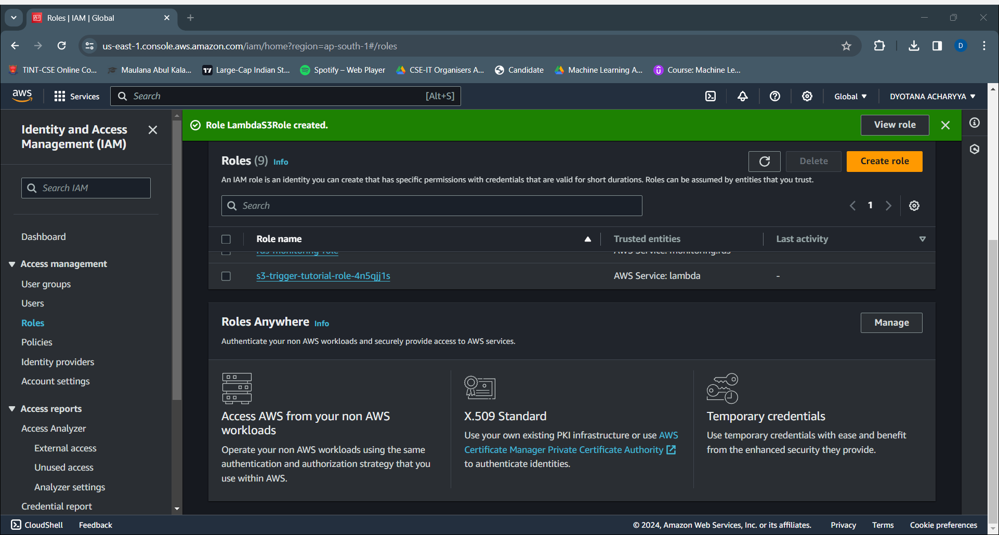 Roles | IAM | Global
us-east-1.console.aws.amazon.com/iam/home?region=ap-south-1#/roles
D
TINT-CSE Online Co...
Maulana Abul Kala...
Large-Cap Indian St...
Spotify – Web Player
CSE-IT Organisers A...
Candidate
Machine Learning A...
Course: Machine Le...
aws
Services
Search
[Alt+S]
Global
DYOTANA ACHARYYA
Identity and Access
Management (IAM)
Search IAM
Dashboard
Access management
User groups
Users
Roles
Policies
Identity providers
Account settings
Access reports
Access Analyzer
External access
Unused access
Analyzer settings
Credential report
Role LambdaS3Role created.
View role
Roles (9) Info
Delete
Create role
An IAM role is an identity you can create that has specific permissions with credentials that are valid for short durations. Roles can be assumed by entities that you trust.
Search
1
Role name
Trusted entities
Last activity
rds-monitoring-role
AWS Service: monitoring.rds
s3-trigger-tutorial-role-4n5qjj1s
AWS Service: lambda
-
Roles Anywhere Info
Manage
Authenticate your non AWS workloads and securely provide access to AWS services.
Access AWS from your non AWS
workloads
Operate your non AWS workloads using the same
authentication and authorization strategy that you
use within AWS.
X.509 Standard
Use your own existing PKI infrastructure or use AWS
Certificate Manager Private Certificate Authority
to authenticate identities.
Temporary credentials
Use temporary credentials with ease and benefit
from the enhanced security they provide.
CloudShell
Feedback
© 2024, Amazon Web Services, Inc. or its affiliates.
Privacy
Terms
Cookie preferences